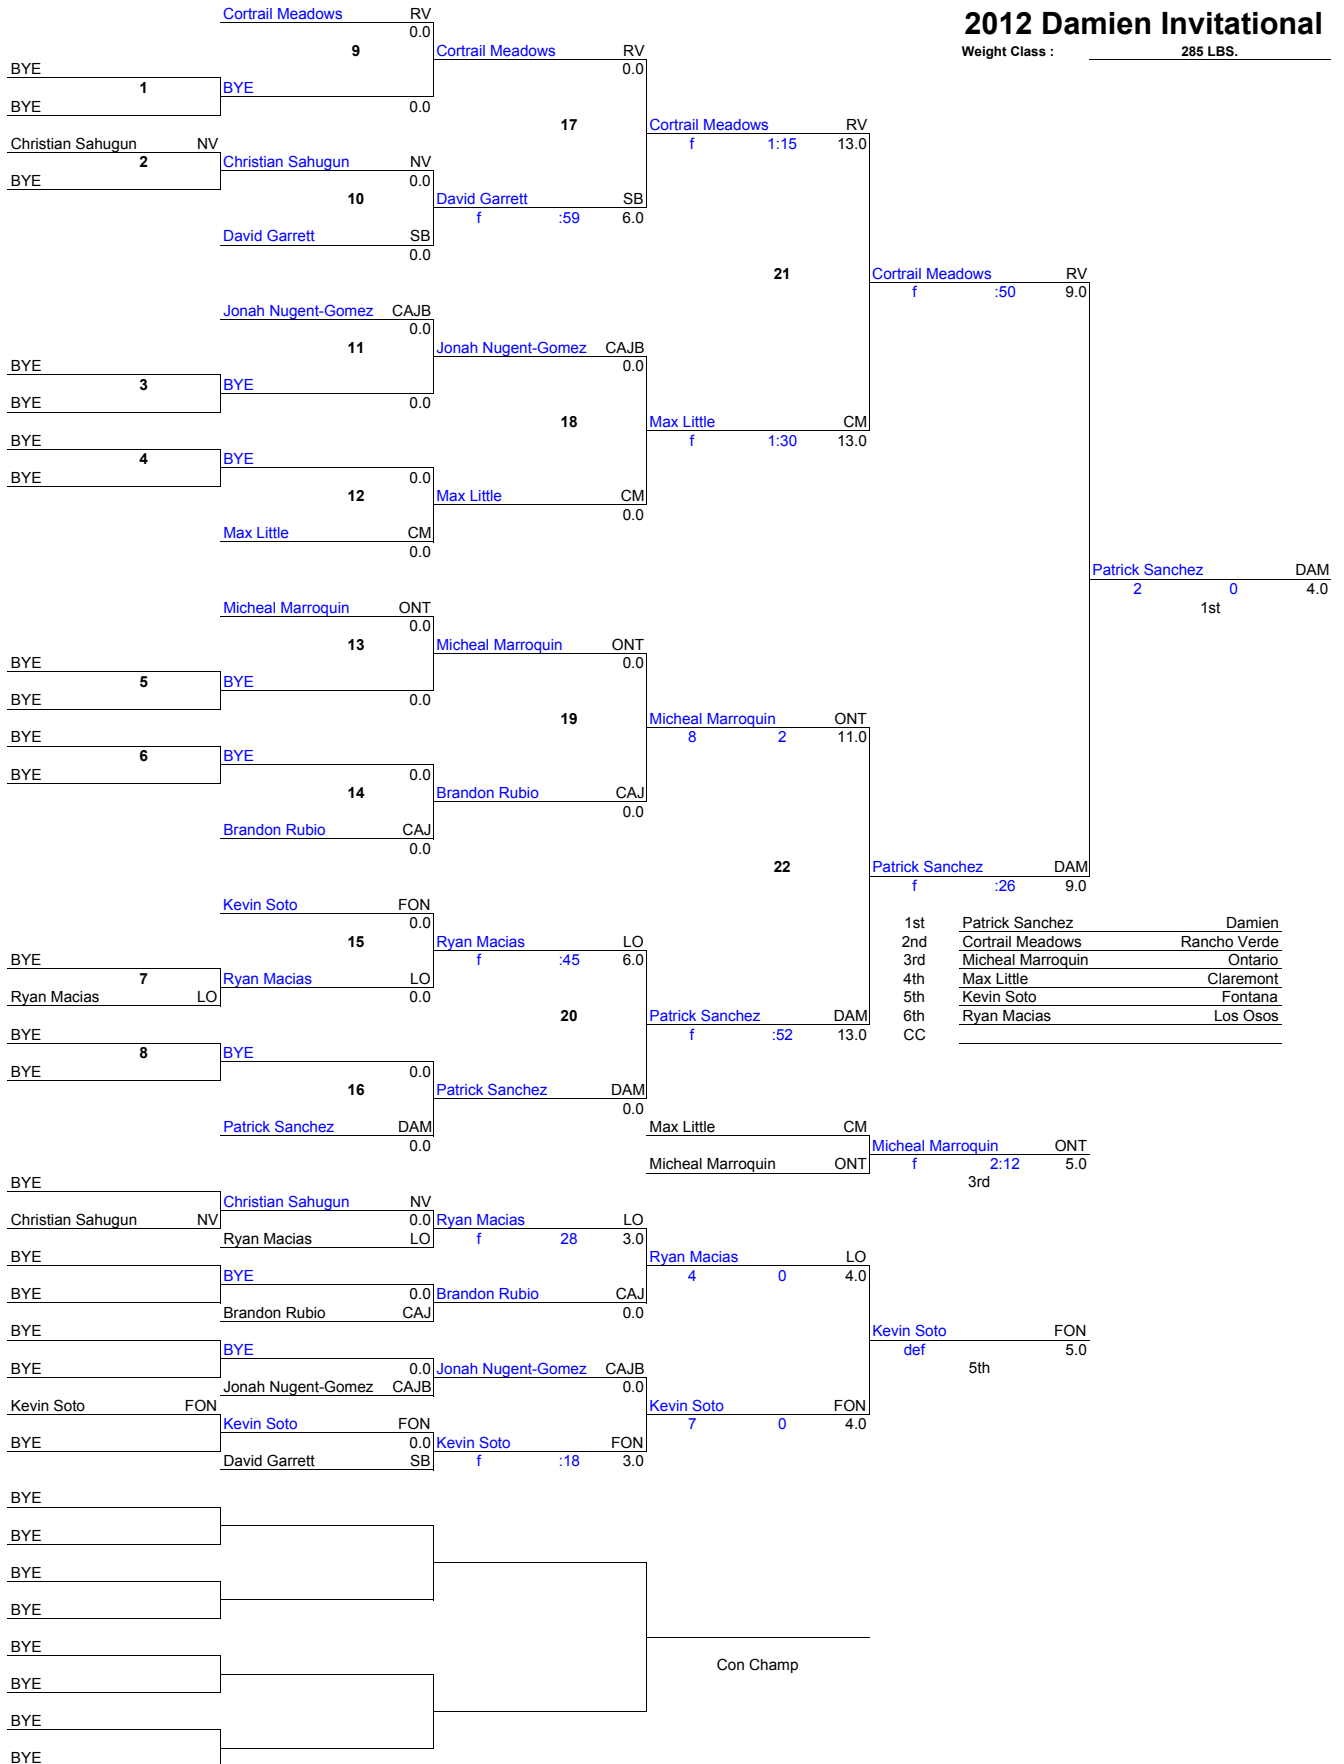 2012 Damien Invitational
Weight Class : 285 LBS.
Cortrail Meadows RV
0.0
9 Cortrail Meadows RV
BYE 0.0
1 BYE
BYE 0.0
17 Cortrail Meadows RV
Christian Sahugun NV f 1:15 13.0
2 Christian Sahugun NV
BYE 0.0
10 David Garrett SB
f :59 6.0
David Garrett SB
0.0
21 Cortrail Meadows RV
f :50 9.0
Jonah Nugent-Gomez CAJB
0.0
11 Jonah Nugent-Gomez CAJB
BYE 0.0
3 BYE
BYE 0.0
18 Max Little CM
BYE f 1:30 13.0
4 BYE
BYE 0.0
12 Max Little CM
0.0
Max Little CM
0.0
Patrick Sanchez DAM
2 0 4.0
1st
Micheal Marroquin ONT
0.0
13 Micheal Marroquin ONT
BYE 0.0
5 BYE
BYE 0.0
19 Micheal Marroquin ONT
BYE 8 2 11.0
6 BYE
BYE 0.0
14 Brandon Rubio CAJ
0.0
Brandon Rubio CAJ
0.0
22 Patrick Sanchez DAM
f :26 9.0
Kevin Soto FON
0.0
15 Ryan Macias LO
BYE f :45 6.0
7 Ryan Macias LO
Ryan Macias LO 0.0
20 Patrick Sanchez DAM
BYE f :52 13.0
8 BYE
BYE 0.0
16 Patrick Sanchez DAM
0.0
Patrick Sanchez DAM
0.0
1st Patrick Sanchez Damien
2nd Cortrail Meadows Rancho Verde
3rd Micheal Marroquin Ontario
4th Max Little Claremont
5th Kevin Soto Fontana
6th Ryan Macias Los Osos
CC
Max Little CM
Micheal Marroquin ONT
f 2:12 5.0
Micheal Marroquin ONT
3rd
BYE
Christian Sahugun NV
Christian Sahugun NV 0.0 Ryan Macias LO
Ryan Macias LO f 28 3.0
BYE Ryan Macias LO
BYE 4 0 4.0
BYE 0.0 Brandon Rubio CAJ
Brandon Rubio CAJ 0.0
BYE Kevin Soto FON
BYE def 5.0
BYE 0.0 Jonah Nugent-Gomez CAJB
5th
Jonah Nugent-Gomez CAJB 0.0
Kevin Soto FON Kevin Soto FON
Kevin Soto FON 7 0 4.0
BYE 0.0 Kevin Soto FON
David Garrett SB f :18 3.0
BYE
BYE
BYE
BYE
BYE
Con Champ
BYE
BYE
BYE